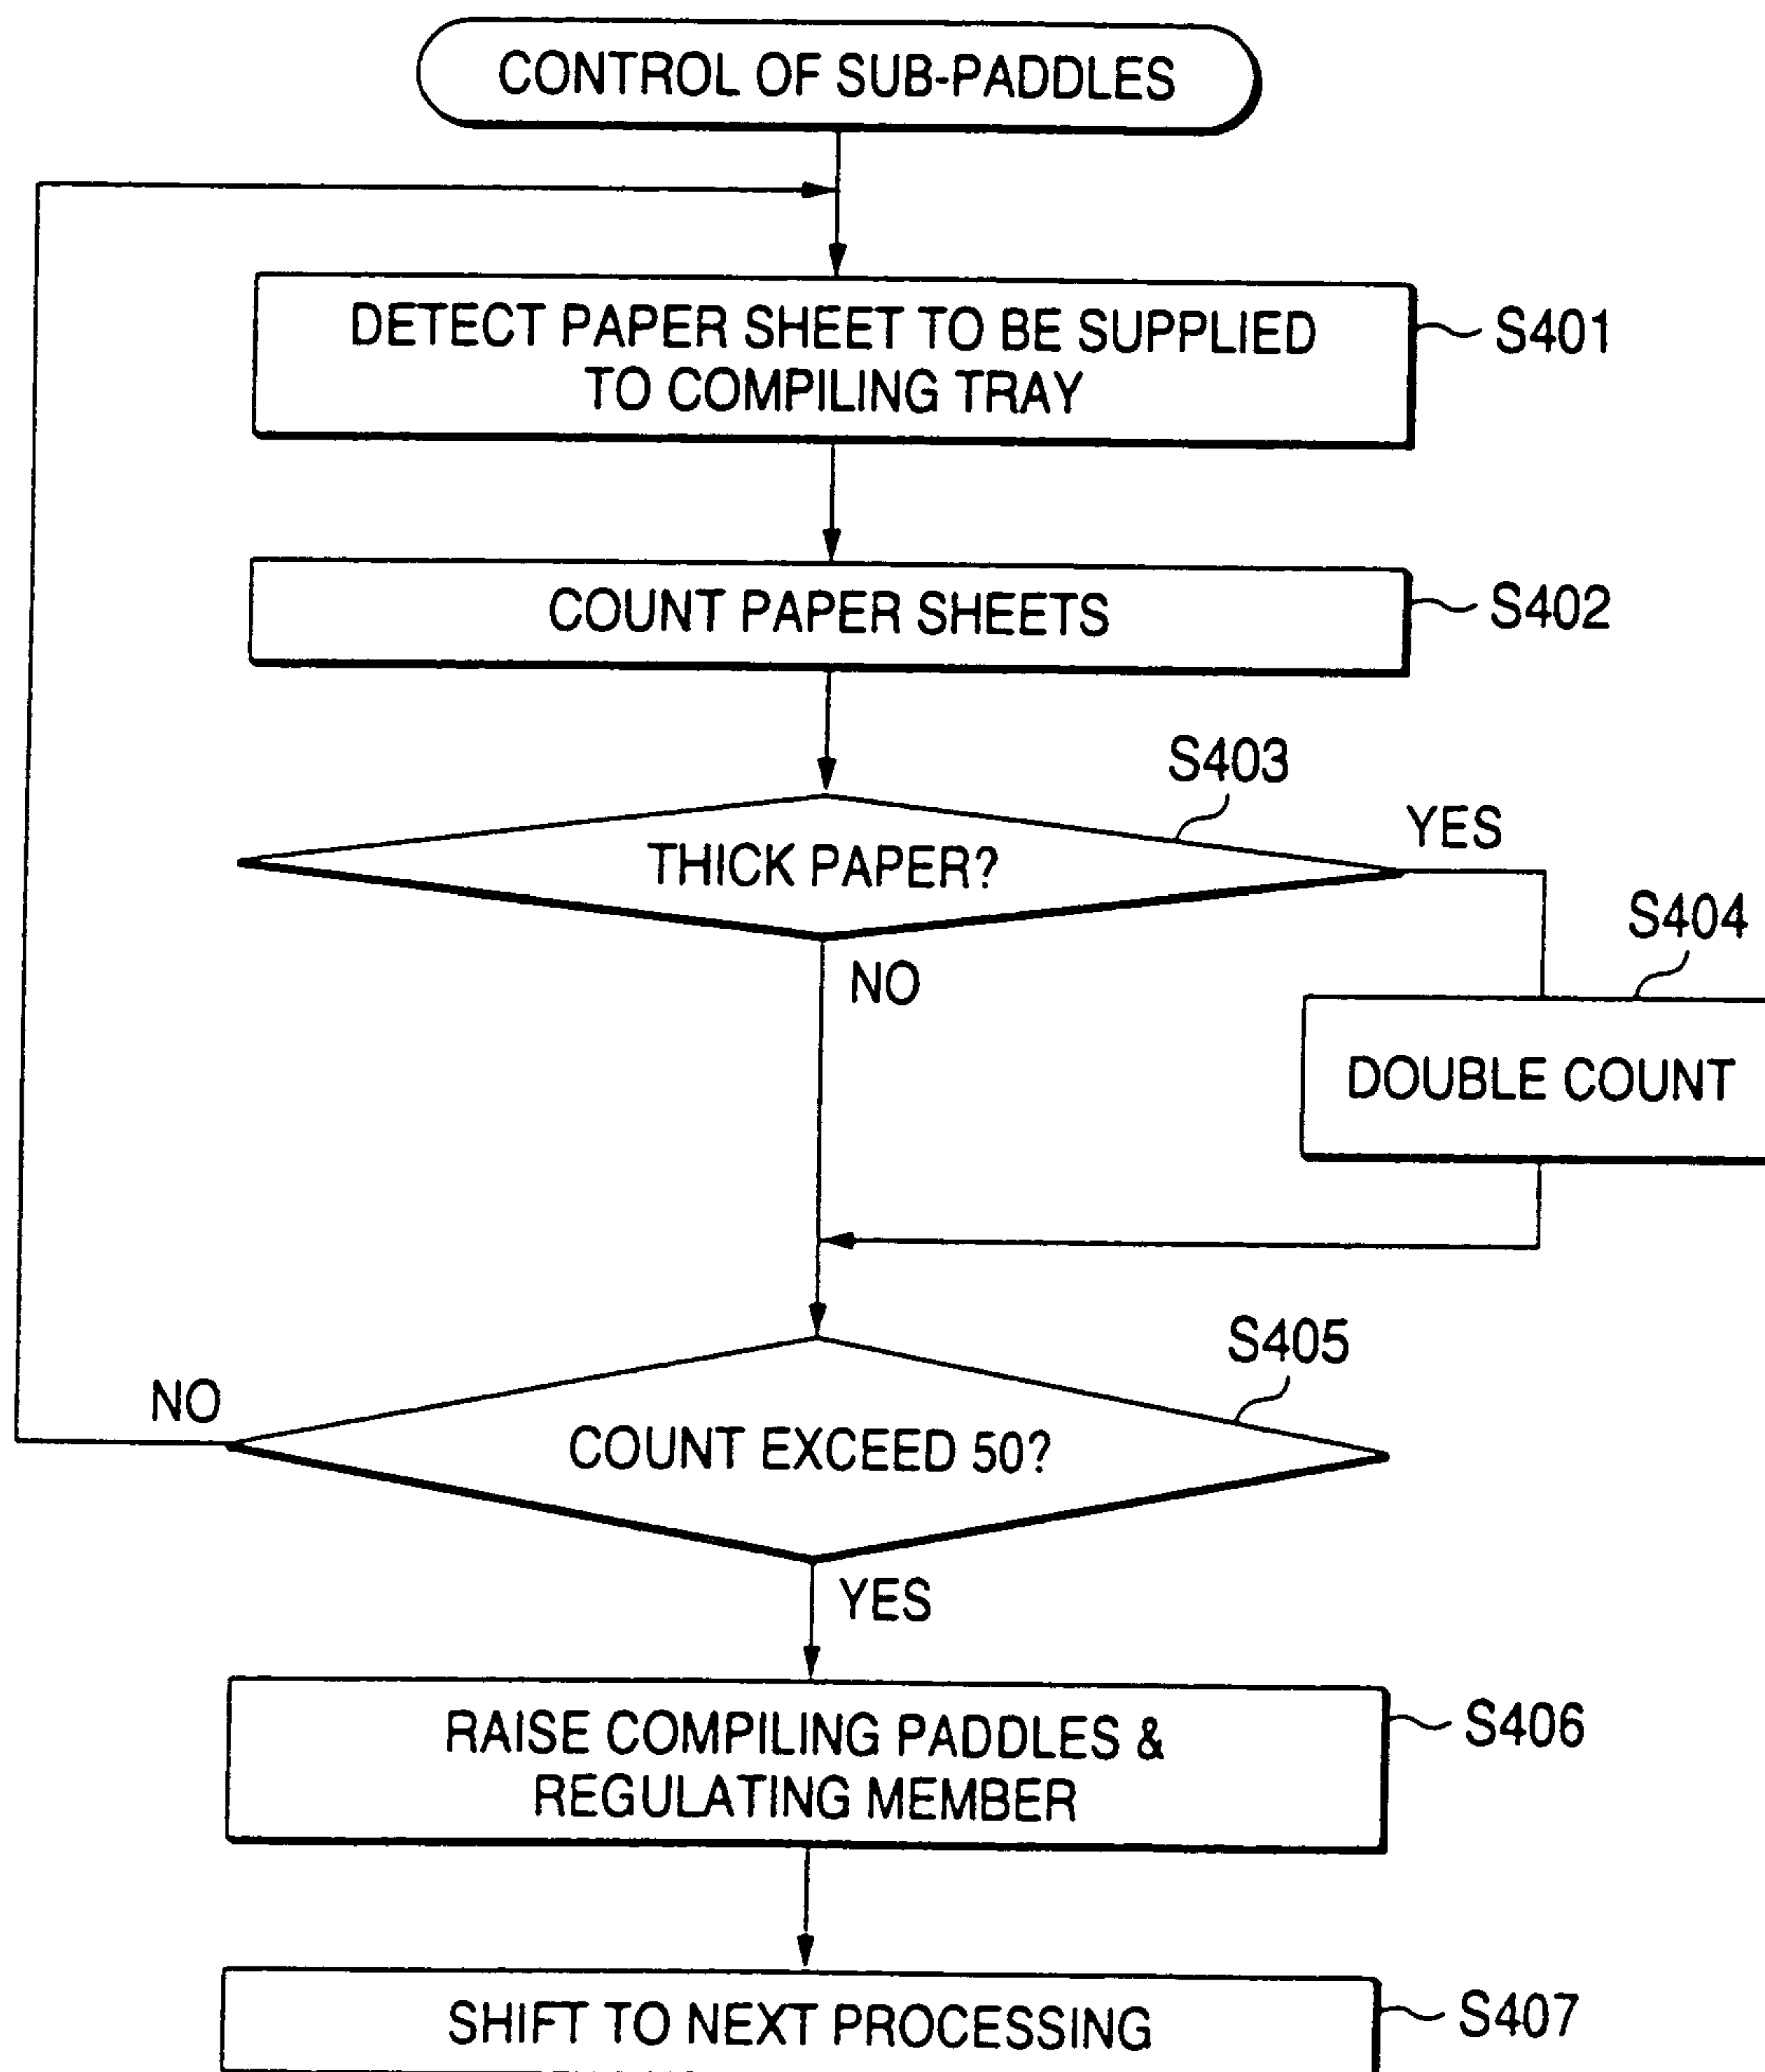 CONTROL OF SUB-PADDLES
DETECT PAPER SHEET TO BE SUPPLIED
TO COMPILING TRAY
S401
COUNT PAPER SHEETS
S402
S403
THICK PAPER?
YES
NO
S404
DOUBLE COUNT
S405
NO
COUNT EXCEED 50?
YES
RAISE COMPILING PADDLES &
REGULATING MEMBER
S406
SHIFT TO NEXT PROCESSING
S407